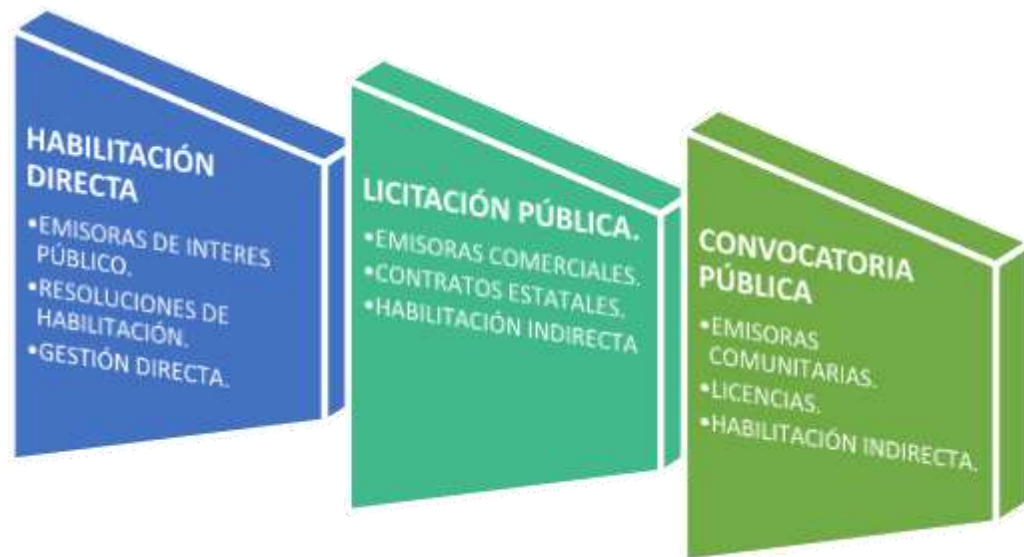 HABILITACIÓN
DIRECTA
•EMISORAS DE INTERES
PÚBLICO.
•RESOLUCIONES DE
HABILITACIÓN.
•GESTIÓN DIRECTA.
LICITACIÓN PÚBLICA.
•EMISORAS COMERCIALES.
•CONTRATOS ESTATALES.
•HABILITACIÓN INDIRECTA
CONVOCATORIA
PÚBLICA
•EMISORAS
COMUNITARIAS.
•LICENCIAS.
•HABILITACIÓN INDIRECTA.